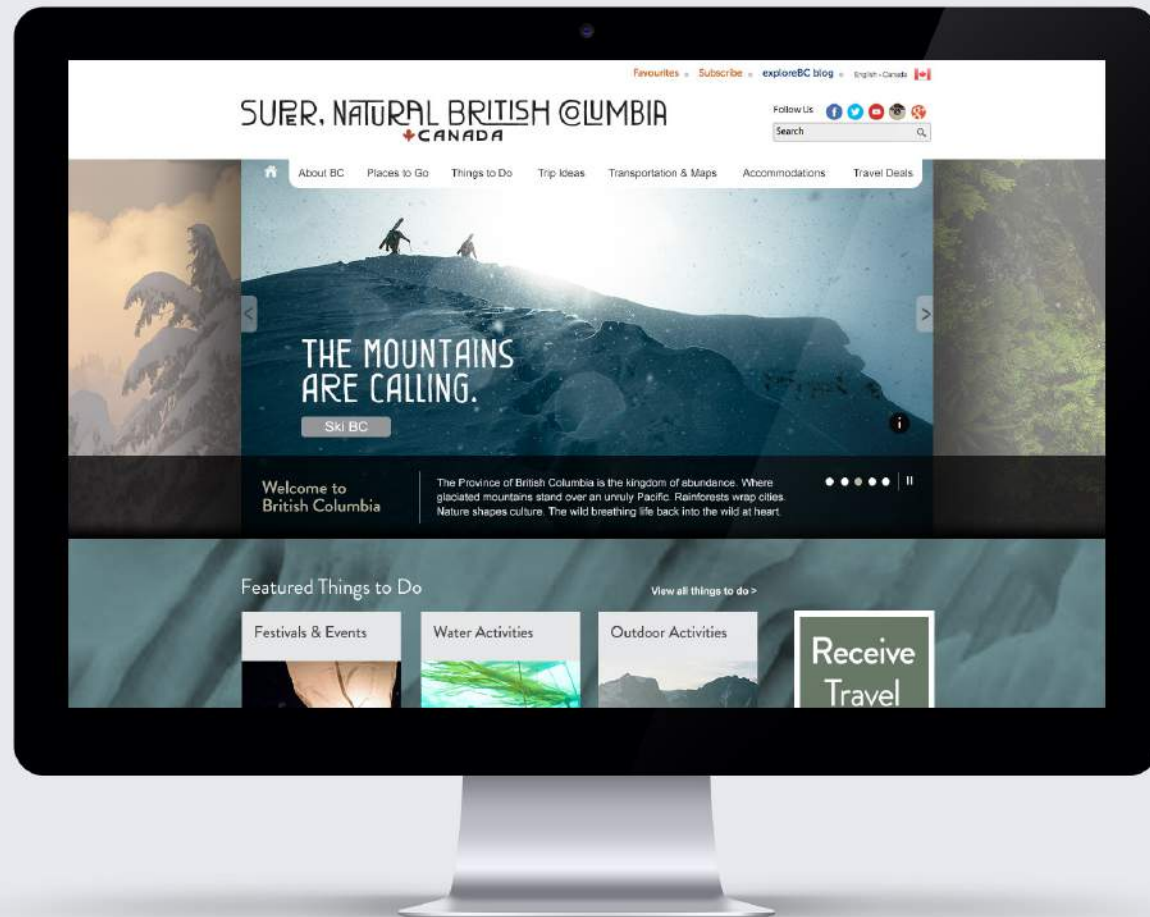 Favourites Subscribe exploreBC blog English - Canada
SUPER, NATURAL BRITISH COLUMBIA
CANADA
Follow Us
Search
About BC Places to Go Things to Do Trip Ideas Transportation & Maps Accommodations Travel Deals
THE MOUNTAINS
ARE CALLING.
Ski BC
Welcome to
British Columbia
The Province of British Columbia is the kingdom of abundance. Where
glaciated mountains stand over an unruly Pacific. Rainforests wrap cities.
Nature shapes culture. The wild breathing life back into the wild at heart.
Featured Things to Do
View all things to do >
Festivals & Events
Water Activities
Outdoor Activities
Receive
Travel